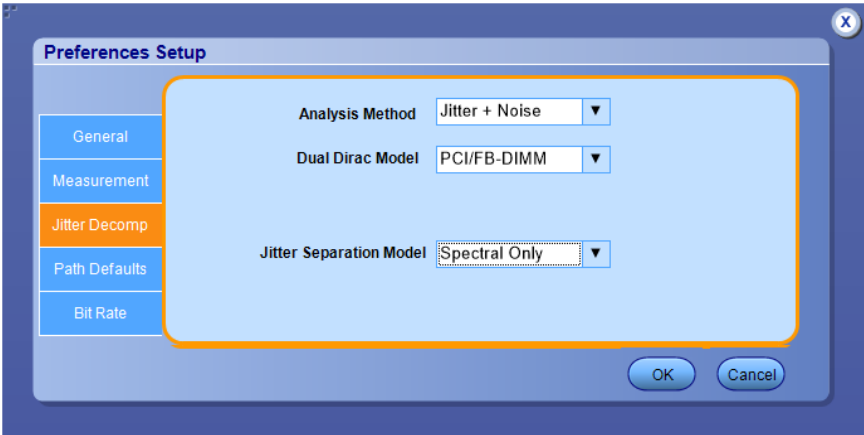 X
Preferences Setup
General
Measurement
Jitter Decomp
Path Defaults
Bit Rate
Analysis Method Jitter + Noise ▼
Dual Dirac Model PCI/FB-DIMM ▼
Jitter Separation Model Spectral Only ▼
OK Cancel